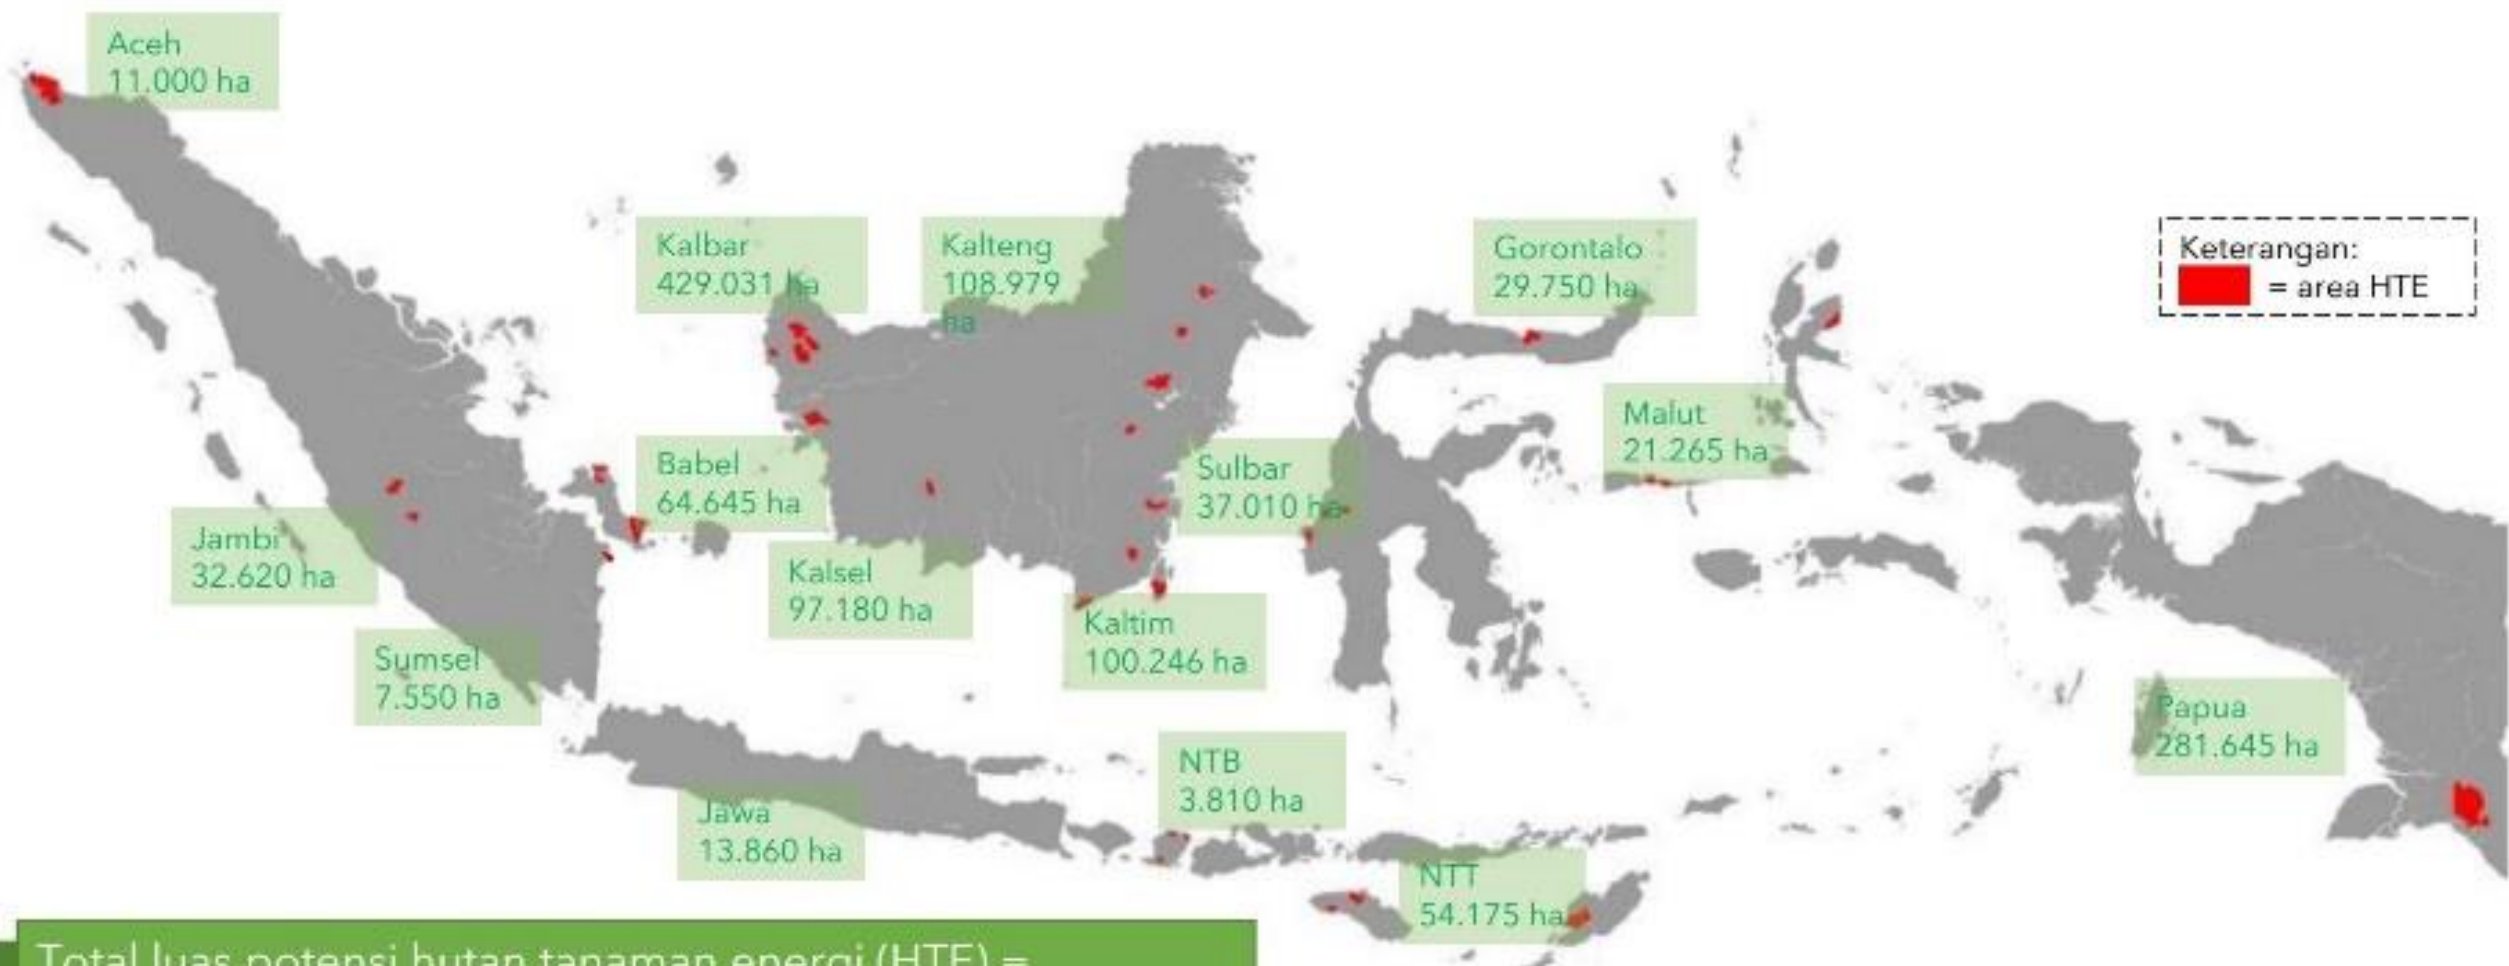 Aceh
11.000 ha
Kalbar
429.031 ha
Kalteng
108.979
ha
Gorontalo
29.750 ha
Keterangan:
= area HTE
Malut
21.265 ha
Babel
64.645 ha
Sulbar
37.010 ha
Jambi
32.620 ha
Kalsel
97.180 ha
Kaltim
100.246 ha
Sumsel
7.550 ha
Papua
281.645 ha
NTB
3.810 ha
Jawa
13.860 ha
NTT
54.175 ha
Total luas potensi hutan tanaman energi (HTE) =